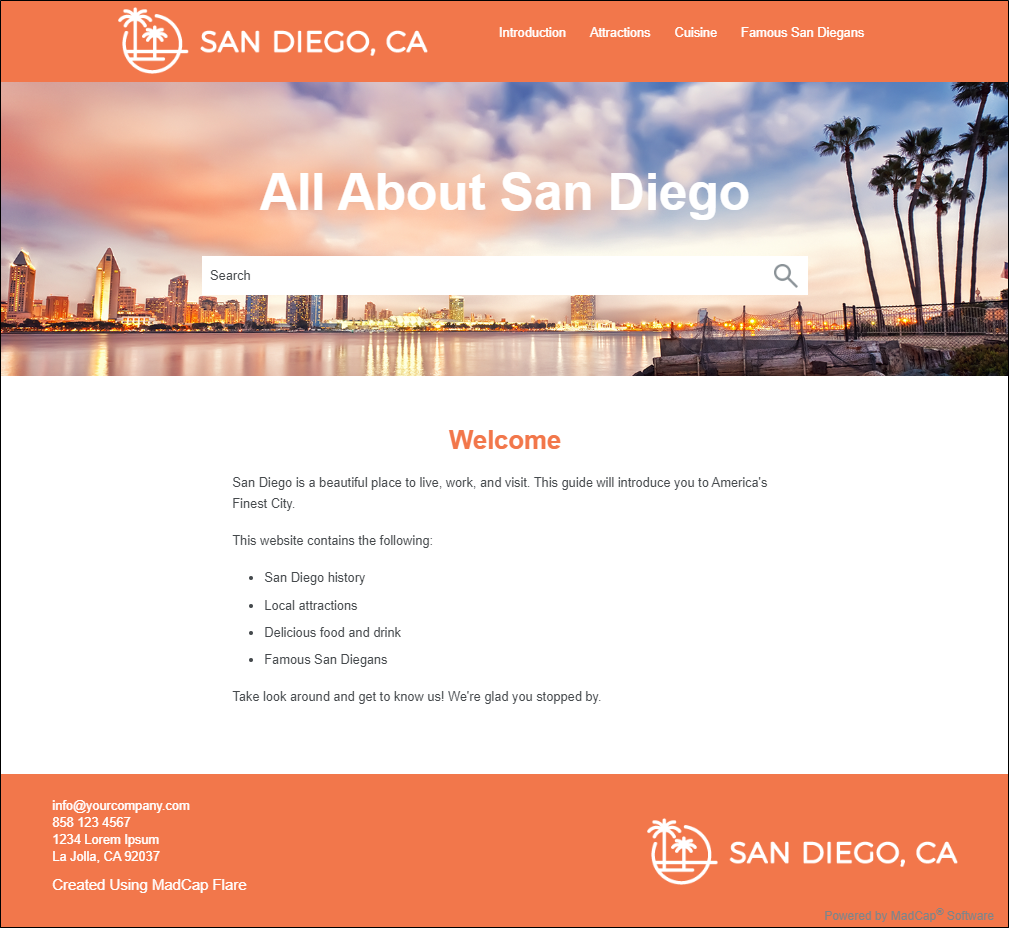 SAN DIEGO, CA
Introduction Attractions Cuisine Famous San Diegans
All About San Diego
Search
Welcome
San Diego is a beautiful place to live, work, and visit. This guide will introduce you to America's
Finest City.
This website contains the following:
• San Diego history
• Local attractions
• Delicious food and drink
• Famous San Diegans
Take look around and get to know us! We're glad you stopped by.
info@yourcompany.com
858 123 4567
1234 Lorem Ipsum
La Jolla, CA 92037
Created Using MadCap Flare
SAN DIEGO, CA
Powered by MadCap® Software